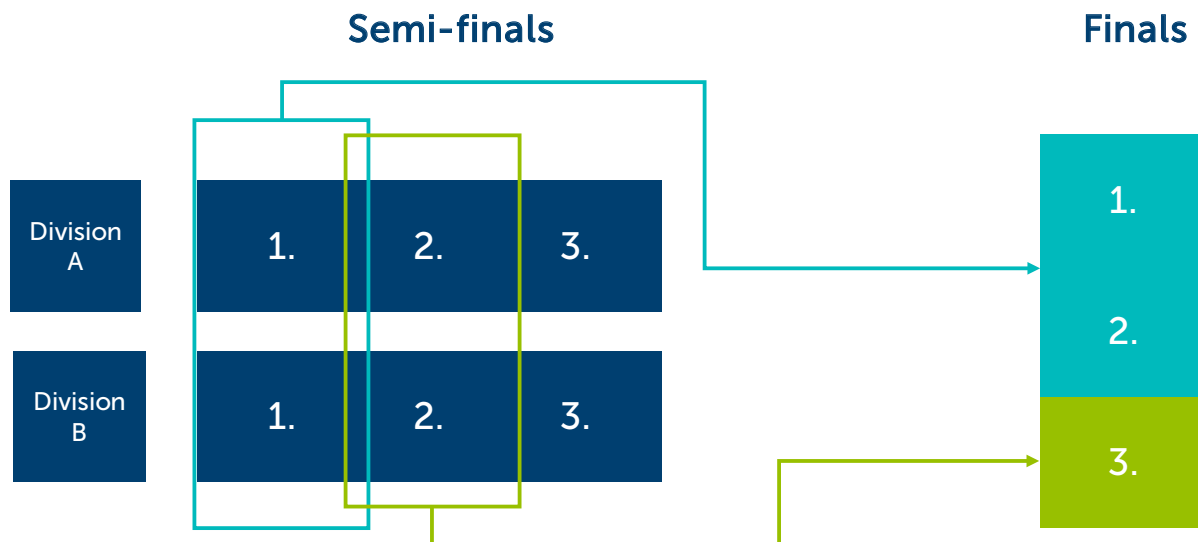 Semi-finals
Finals
Division
A
1.
2.
3.
Division
B
1.
2.
3.
1.
2.
3.